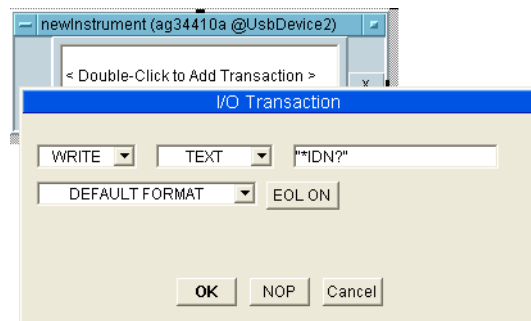 newInstrument (ag34410a @UsbDevice2)
< Double-Click to Add Transaction >
I/O Transaction
WRITE TEXT "*IDN?"
DEFAULT FORMAT EOL ON
OK NOP Cancel